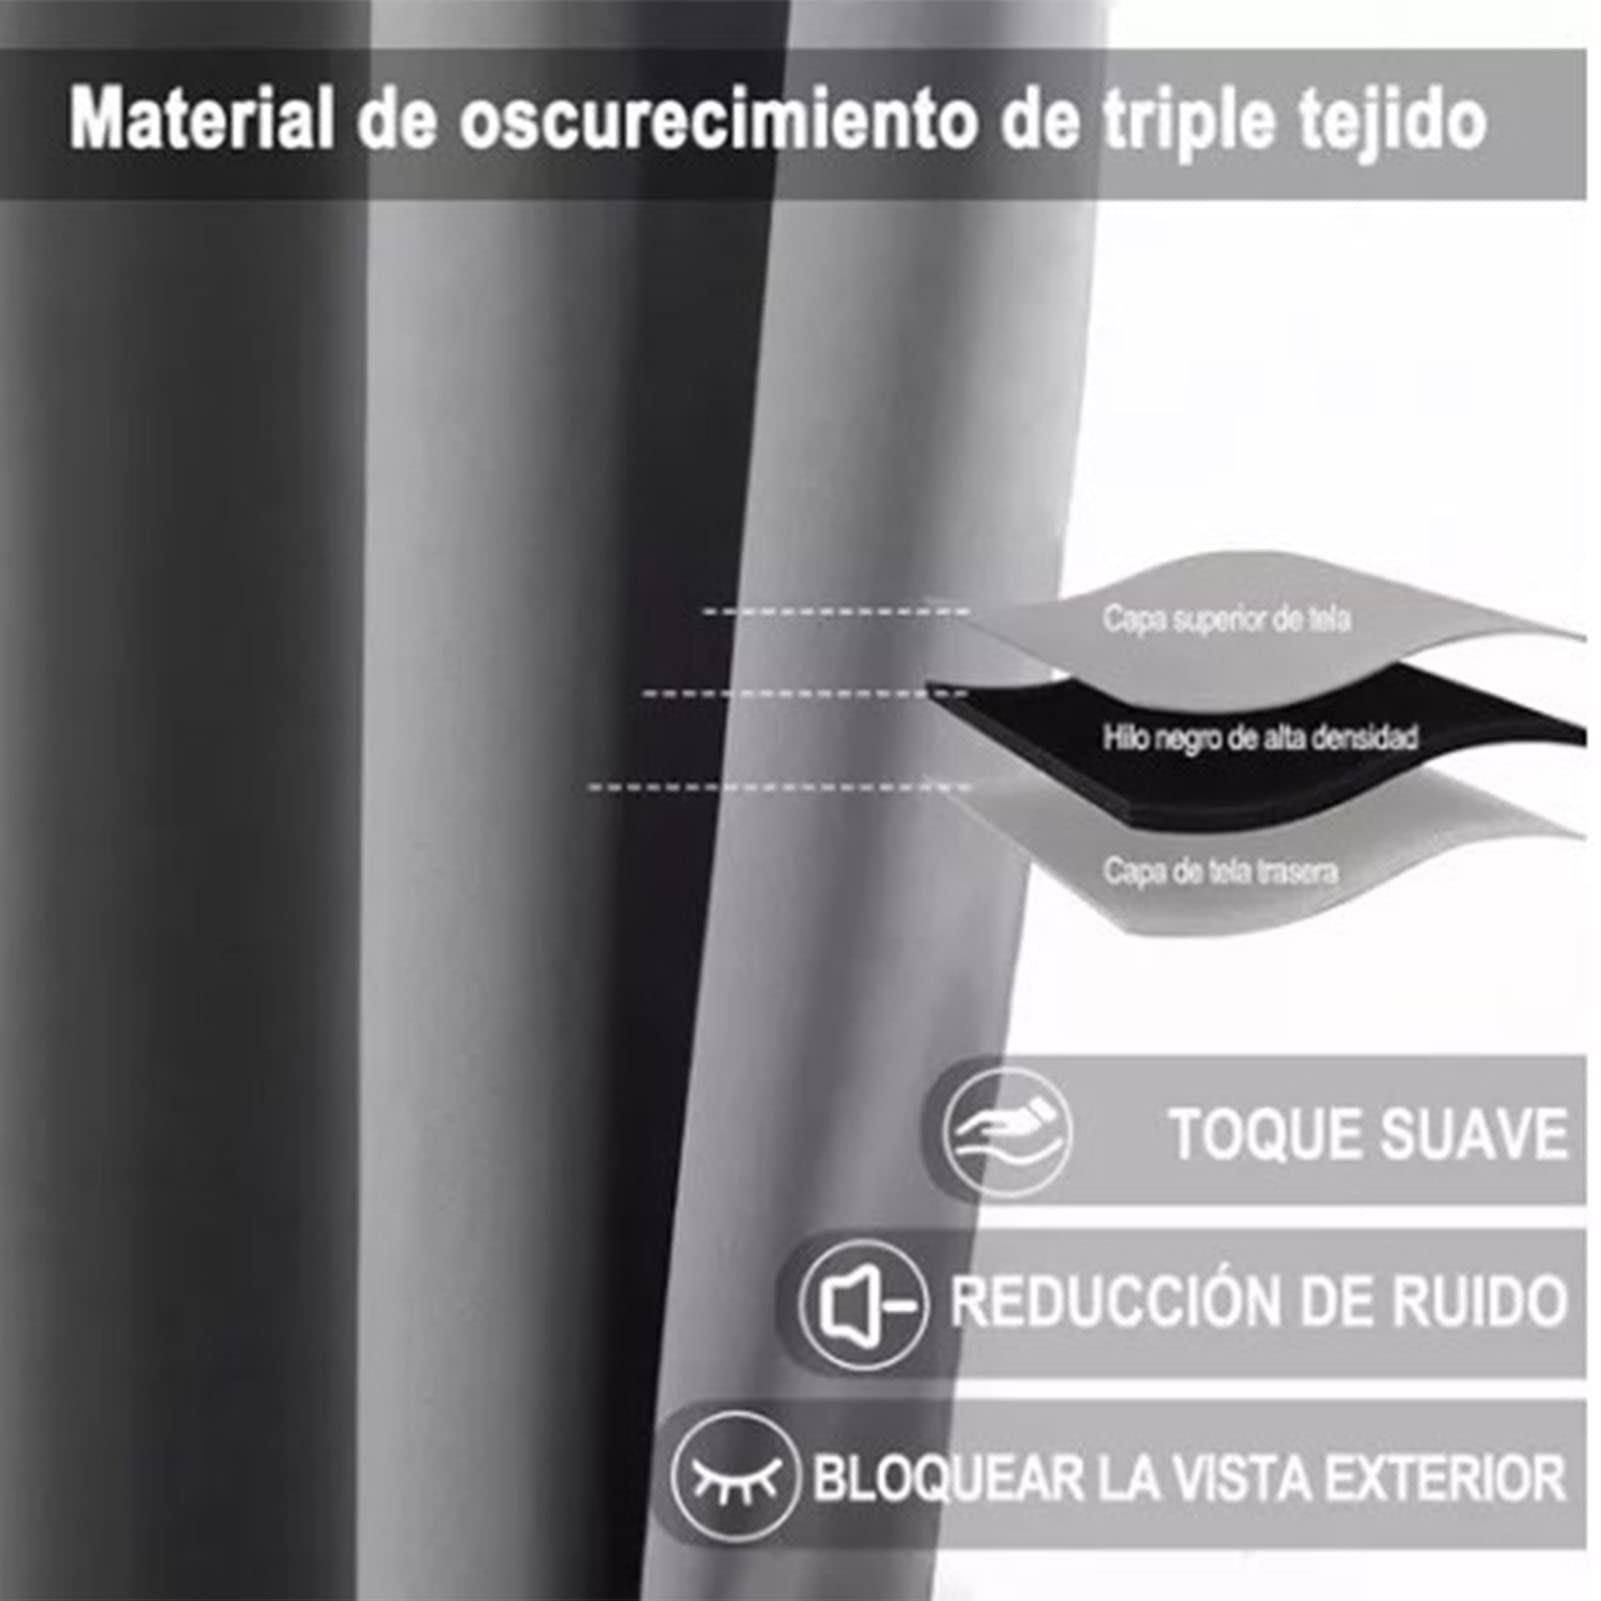 Material de oscurecimiento de triple tejido
Capa superior de tela
Hilo negro de alta densidad
Capa de tela trasera
TOQUE SUAVE
REDUCCIÓN DE RUIDO
BLOQUEAR LA VISTA EXTERIOR